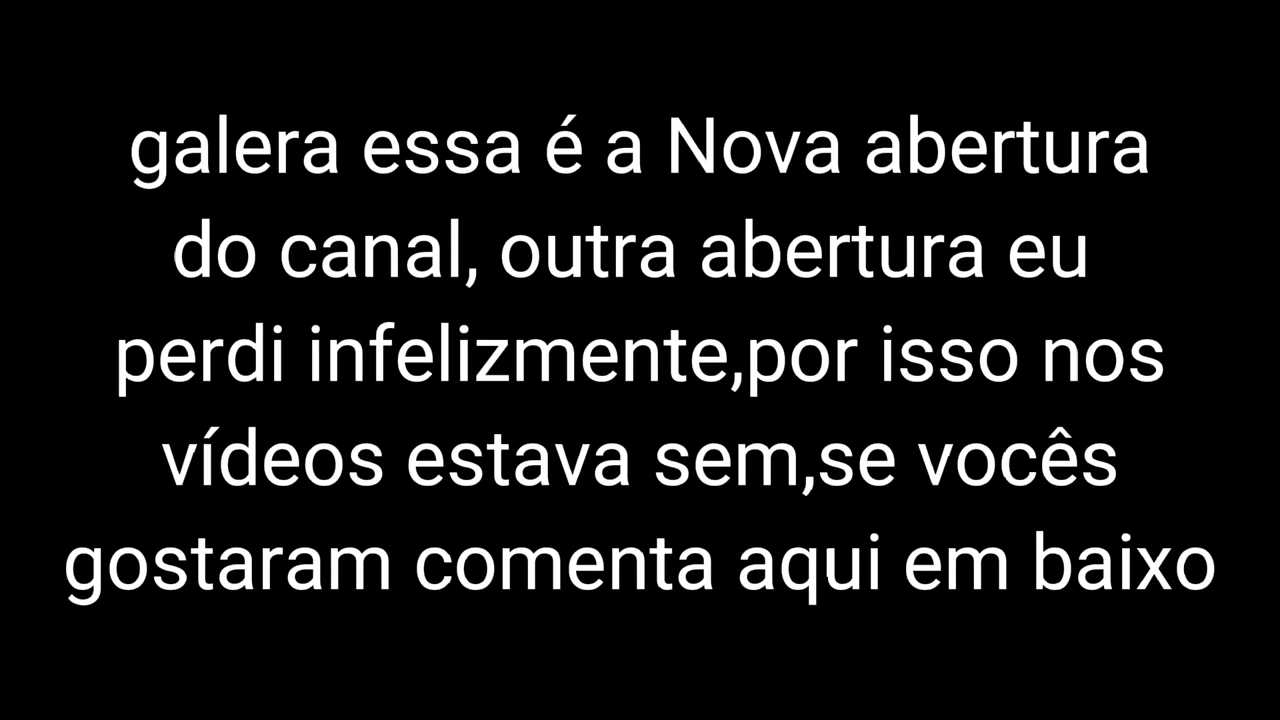 galera essa é a Nova abertura
do canal, outra abertura eu
perdi infelizmente,por isso nos
vídeos estava sem,se vocês
gostaram comenta aqui em baixo